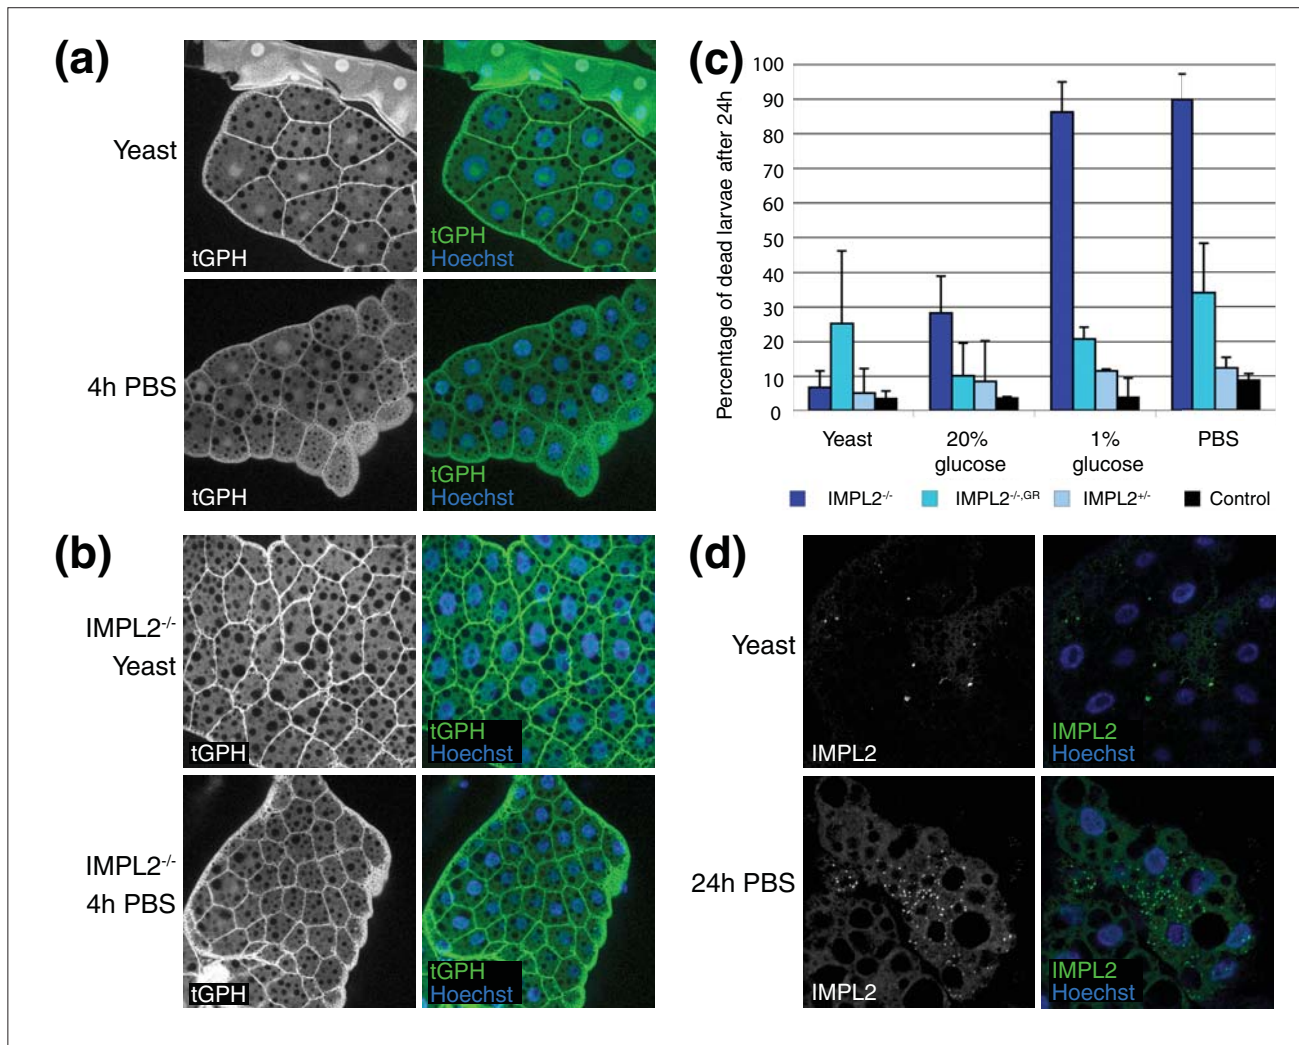 (a)
Yeast
tGPH
tGPH
Hoechst
4h PBS
tGPH
tGPH
Hoechst
(b)
IMPL2-/-
Yeast
tGPH
tGPH
Hoechst
IMPL2-/-
4h PBS
tGPH
tGPH
Hoechst
(c)
Percentage of dead larvae after 24h
100
90
80
70
60
50
40
30
20
10
0
Yeast
20%
glucose
1%
glucose
PBS
IMPL2-/-
IMPL2-/-,GR
IMPL2+/-
Control
(d)
Yeast
IMPL2
IMPL2
Hoechst
24h PBS
IMPL2
IMPL2
Hoechst